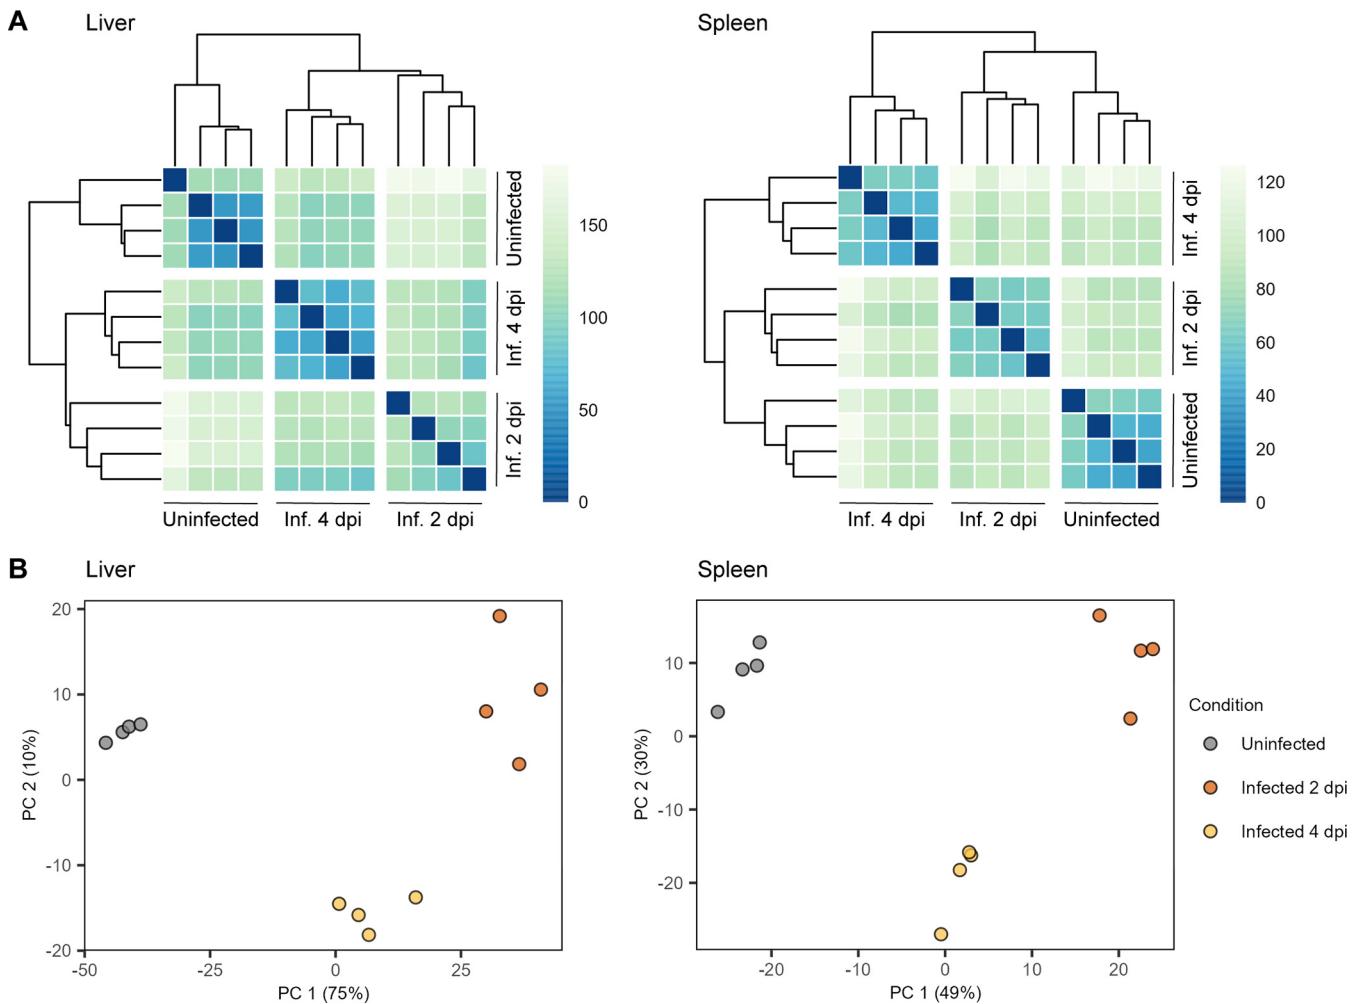 A
Liver
Spleen
Uninfected
Inf. 4 dpi
Inf. 2 dpi
150
100
50
0
Uninfected
Inf. 4 dpi
Inf. 2 dpi
Inf. 4 dpi
Inf. 2 dpi
Uninfected
120
100
80
60
40
20
0
Inf. 4 dpi
Inf. 2 dpi
Uninfected
B
Liver
20
10
0
-10
-20
PC 2 (10%)
-50
-25
0
25
PC 1 (75%)
Spleen
10
0
-10
-20
PC 2 (30%)
-20
-10
0
10
20
PC 1 (49%)
Condition
Uninfected
Infected 2 dpi
Infected 4 dpi